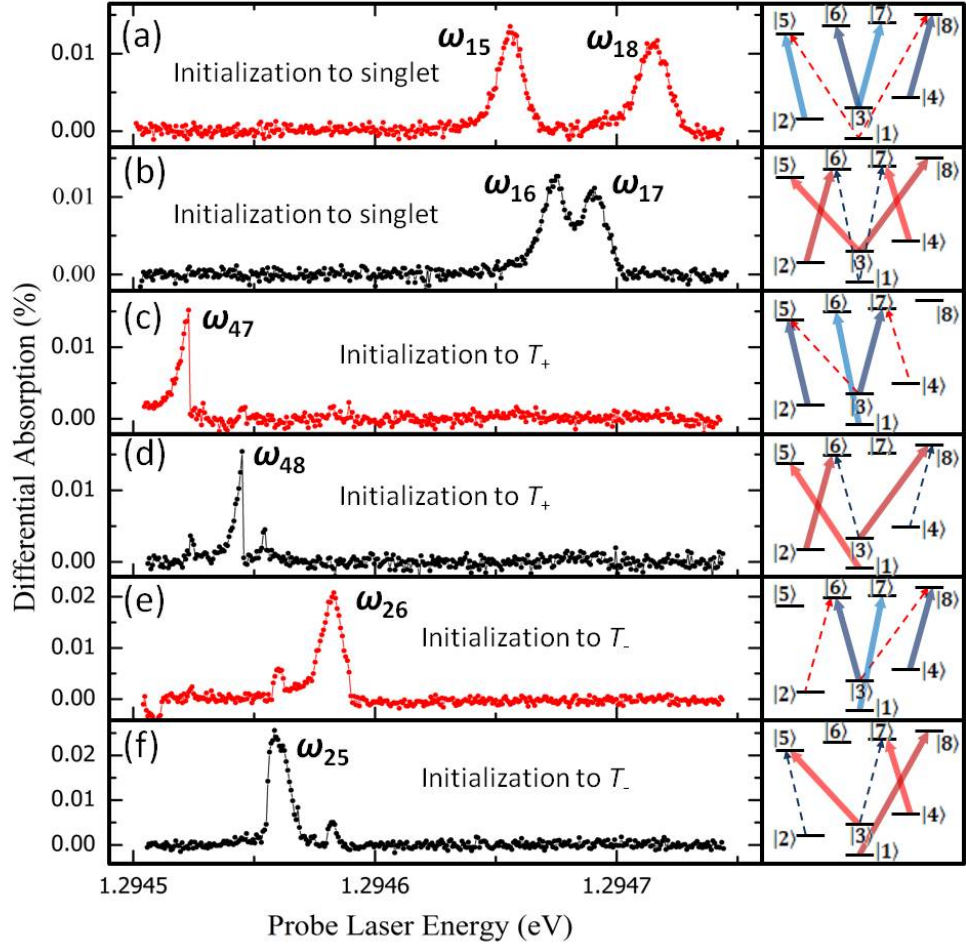 (a)
Initialization to singlet
ω15
ω18
0.01
0.00
|5⟩ |6⟩ |7⟩ |8⟩
|2⟩ |3⟩ |1⟩ |4⟩
(b)
Initialization to singlet
ω16
ω17
0.01
0.00
|5⟩ |6⟩ |7⟩ |8⟩
|2⟩ |3⟩ |1⟩ |4⟩
(c)
ω47
Initialization to T+
0.01
0.00
|5⟩ |6⟩ |7⟩ |8⟩
|2⟩ |3⟩ |1⟩ |4⟩
(d)
ω48
Initialization to T+
0.01
0.00
|5⟩ |6⟩ |7⟩ |8⟩
|2⟩ |3⟩ |1⟩ |4⟩
(e)
ω26
Initialization to T-
0.02
0.01
0.00
|5⟩ |6⟩ |7⟩ |8⟩
|2⟩ |3⟩ |1⟩ |4⟩
(f)
ω25
Initialization to T-
0.02
0.01
0.00
|5⟩ |6⟩ |7⟩ |8⟩
|2⟩ |3⟩ |1⟩ |4⟩
Differential Absorption (%)
1.2945 1.2946 1.2947
Probe Laser Energy (eV)